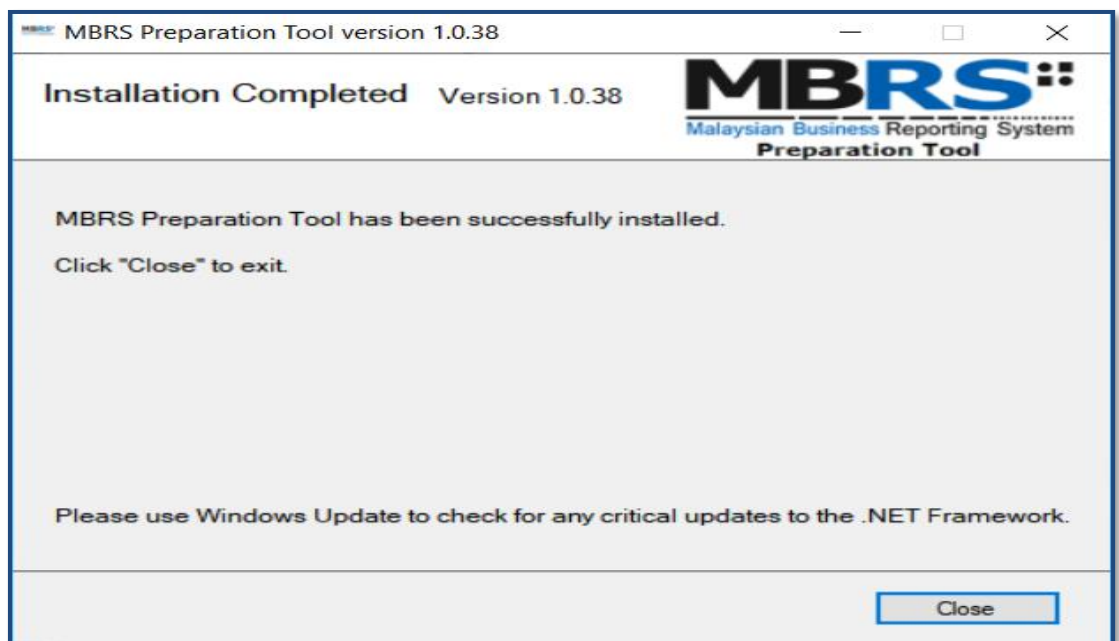 MBRS MBRS Preparation Tool version 1.0.38
Installation Completed Version 1.0.38
MBRS
Malaysian Business Reporting System
Preparation Tool
MBRS Preparation Tool has been successfully installed.
Click "Close" to exit.
Please use Windows Update to check for any critical updates to the .NET Framework.
Close